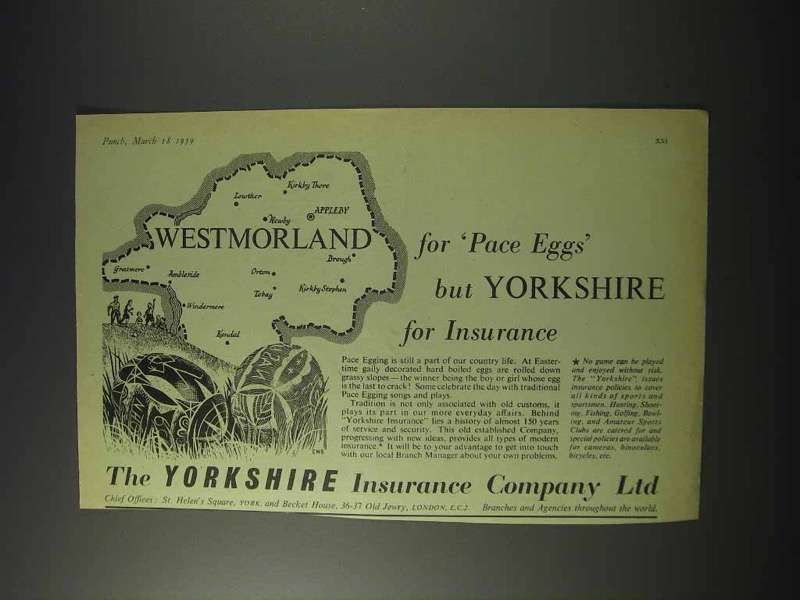 Punch, March 18 1959
xxi
Lowther
Kirkby Thore
Newby
APPLEBY
WESTMORLAND
Brough
Grasmere
Ambleside
Orton
Tebay
Kirkby Stephen
Windermere
Kendal
for 'Pace Eggs'
but YORKSHIRE
for Insurance
Pace Egging is still a part of our country life. At Easter-
time gaily decorated hard boiled eggs are rolled down
grassy slopes — the winner being the boy or girl whose egg
is the last to crack! Some celebrate the day with traditional
Pace Egging songs and plays.
Tradition is not only associated with old customs, it
plays its part in our more everyday affairs. Behind
"Yorkshire Insurance" lies a history of almost 150 years
of service and security. This old established Company,
progressing with new ideas, provides all types of modern
insurance.* It will be to your advantage to get into touch
with our local Branch Manager about your own problems.
★ No game can be played
and enjoyed without risk.
The "Yorkshire" issues
insurance policies to cover
all kinds of sports and
sportsmen. Hunting, Shoot-
ing, Fishing, Golfing, Bowl-
ing, and Amateur Sports
Clubs are catered for and
special policies are available
for cameras, binoculars,
bicycles, etc.
The YORKSHIRE Insurance Company Ltd
Chief Offices: St. Helen's Square, YORK, and Becket House, 36-37 Old Jewry, LONDON, E.C.2. Branches and Agencies throughout the world.